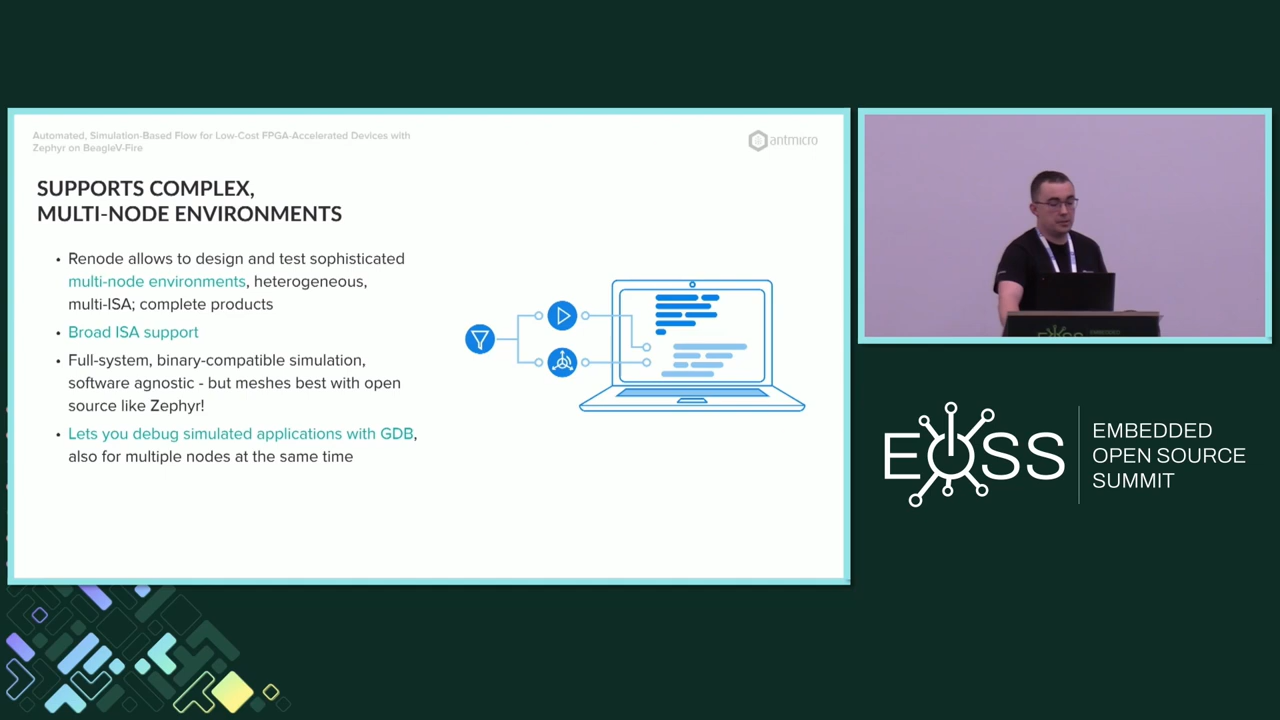 Automated, Simulation-Based Flow for Low-Cost FPGA-Accelerated Devices with
Zephyr on BeagleV-Fire
antmicro
SUPPORTS COMPLEX,
MULTI-NODE ENVIRONMENTS
• Renode allows to design and test sophisticated
multi-node environments, heterogeneous,
multi-ISA; complete products
• Broad ISA support
• Full-system, binary-compatible simulation,
software agnostic - but meshes best with open
source like Zephyr!
• Lets you debug simulated applications with GDB,
also for multiple nodes at the same time
EOSS
EMBEDDED
OPEN SOURCE
SUMMIT